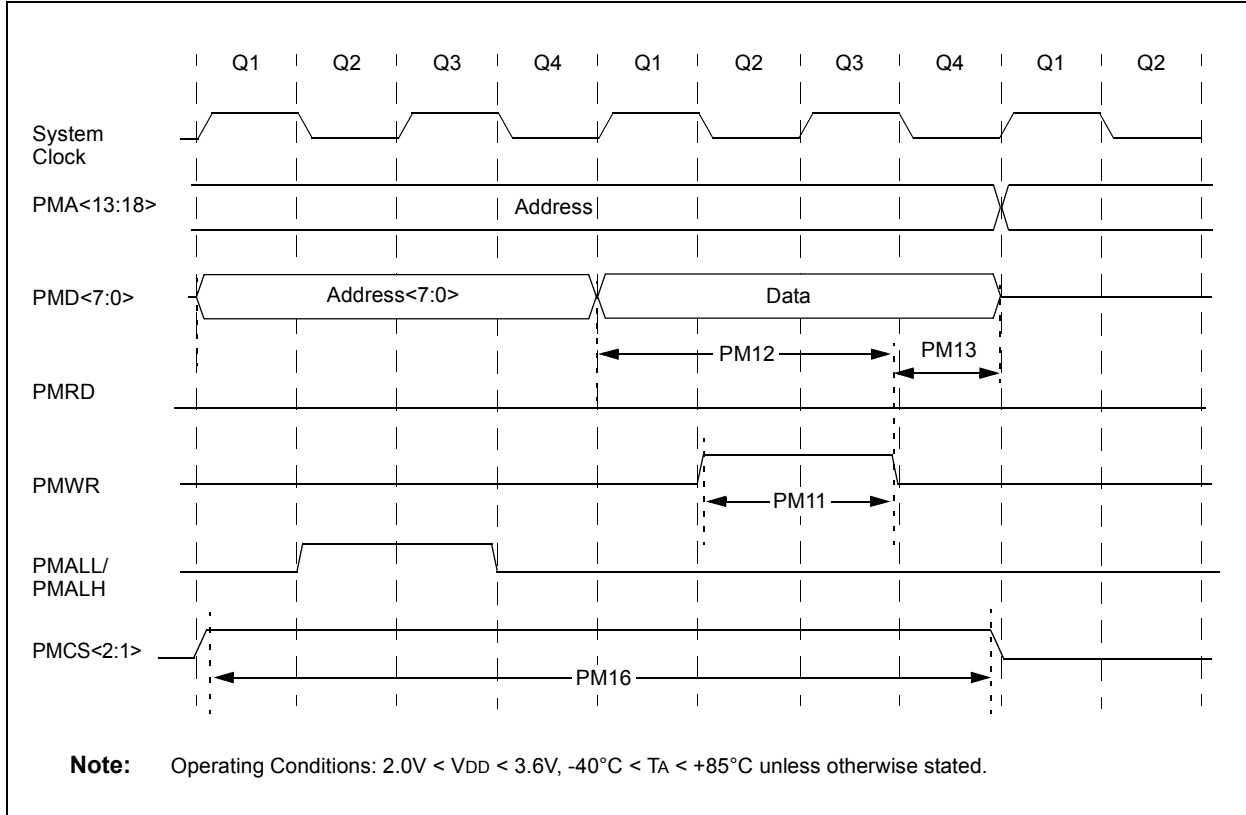 Q1 Q2 Q3 Q4 Q1 Q2 Q3 Q4 Q1 Q2
System
Clock
PMA<13:18>
Address
PMD<7:0>
Address<7:0>
Data
PM12
PM13
PMRD
PMWR
PM11
PMALL/
PMALH
PMCS<2:1>
PM16
Note: Operating Conditions: 2.0V < VDD < 3.6V, -40°C < TA < +85°C unless otherwise stated.